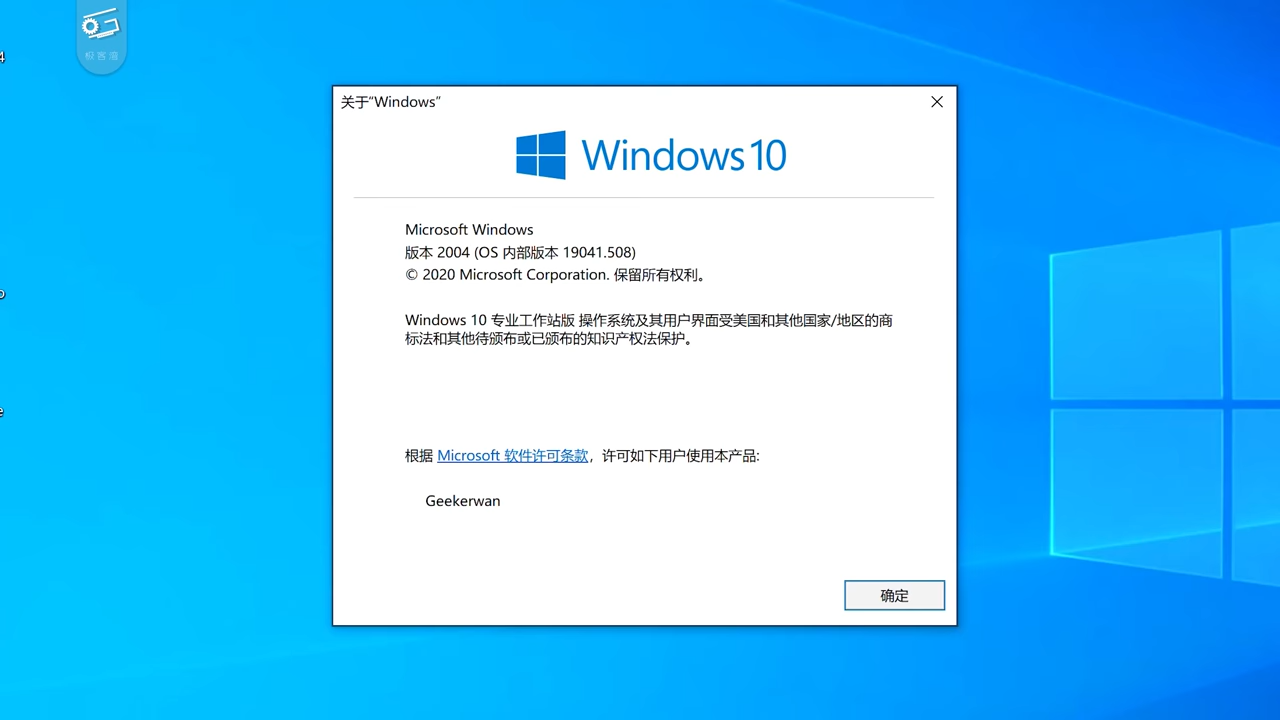 极客湾
关于“Windows”
Windows 10
Microsoft Windows
版本 2004 (OS 内部版本 19041.508)
© 2020 Microsoft Corporation. 保留所有权利。
Windows 10 专业工作站版 操作系统及其用户界面受美国和其他国家/地区的商
标法和其他待颁布或已颁布的知识产权法保护。
根据 Microsoft 软件许可条款，许可如下用户使用本产品:
Geekerwan
确定